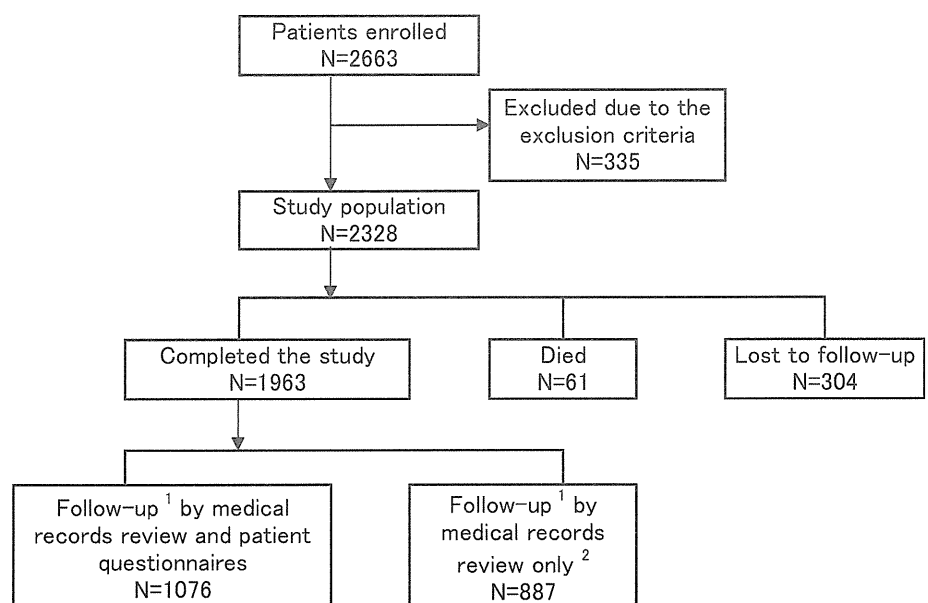 Patients enrolled
N=2663
Excluded due to the
exclusion criteria
N=335
Study population
N=2328
Completed the study
N=1963
Died
N=61
Lost to follow-up
N=304
Follow-up ¹ by medical
records review and patient
questionnaires
N=1076
Follow-up ¹ by
medical records
review only ²
N=887